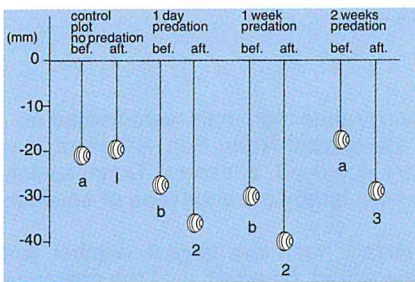 control 1 day 1 week 2 weeks
plot predation predation predation
(mm) no predation
bef. aft. bef. aft. bef. aft. bef. aft.
0
-10
-20
a 1 a
-30
b b 3
-40
2 2